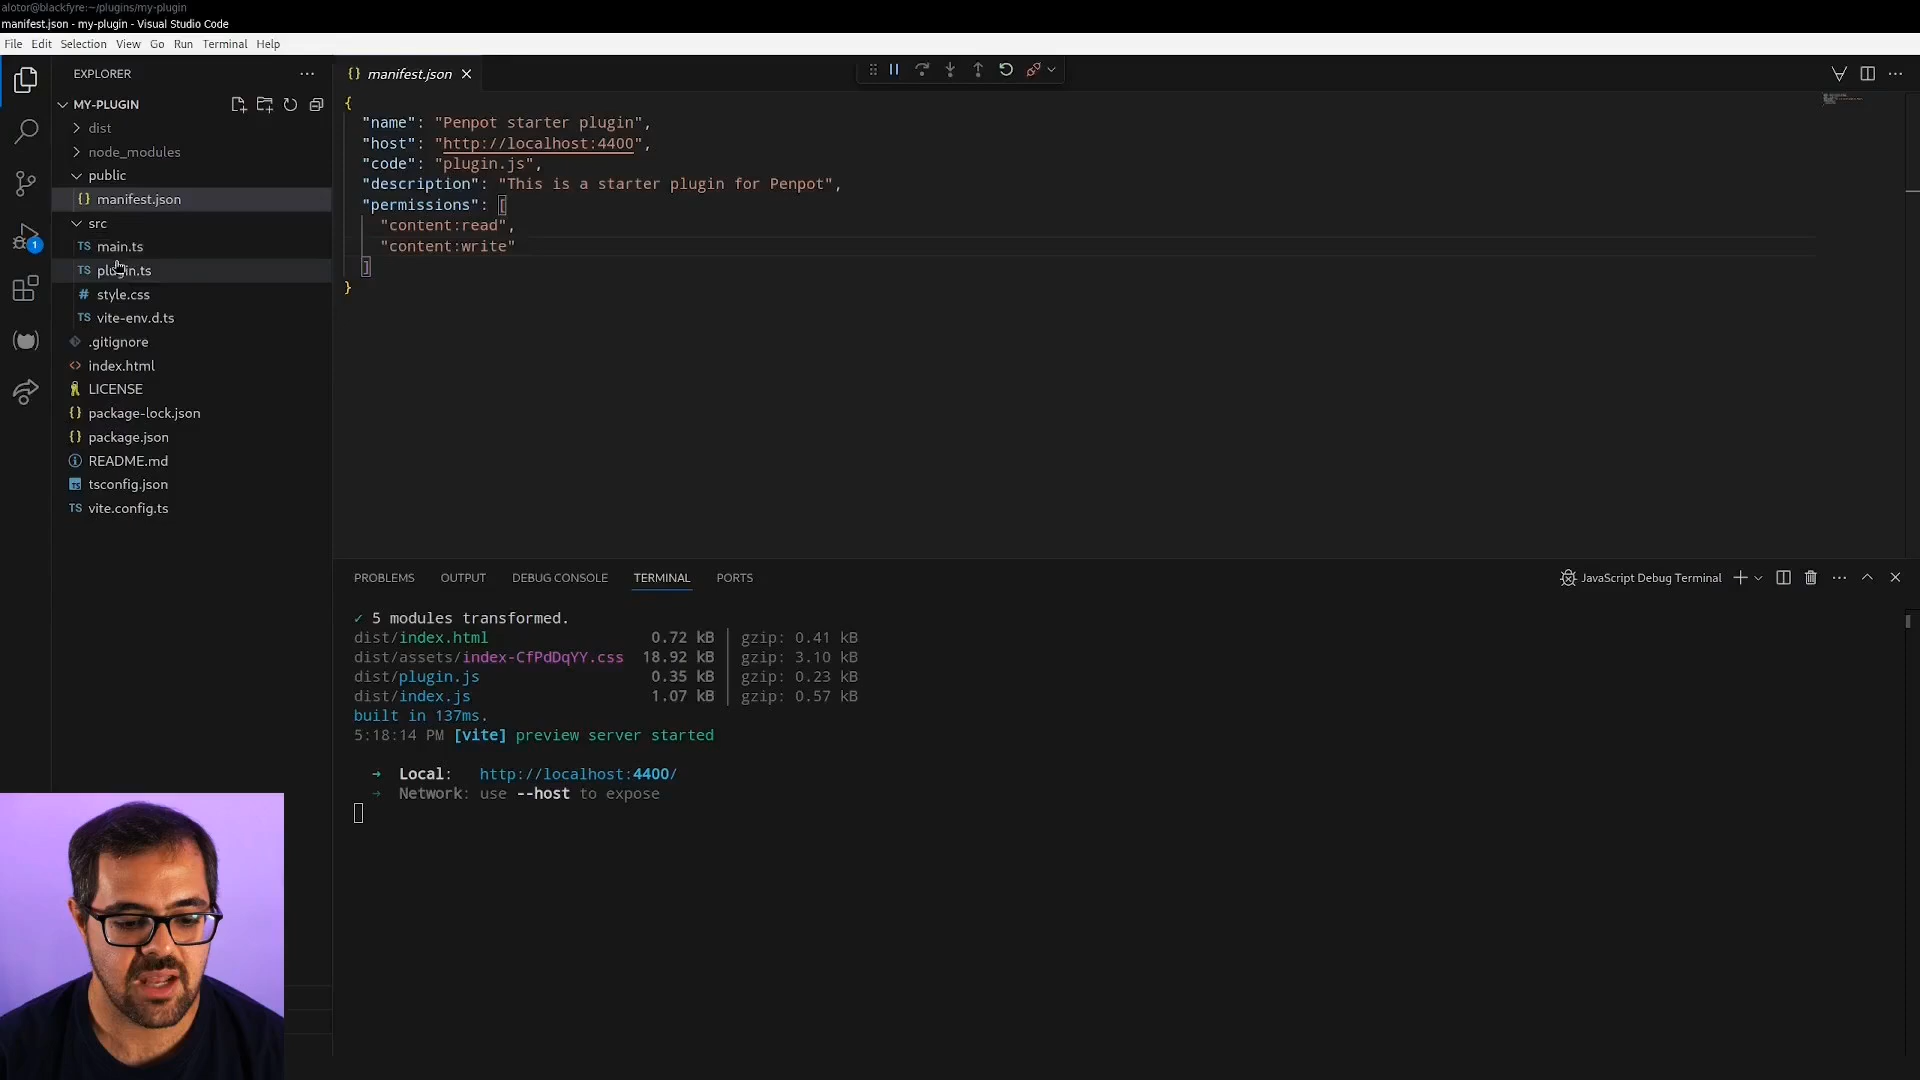 alotor@blackfyre:~/plugins/my-plugin
manifest.json - my-plugin - Visual Studio Code
File Edit Selection View Go Run Terminal Help
EXPLORER
MY-PLUGIN
dist
node_modules
public
{} manifest.json
src
TS main.ts
TS plugin.ts
# style.css
TS vite-env.d.ts
.gitignore
<> index.html
LICENSE
{} package-lock.json
{} package.json
README.md
TS tsconfig.json
TS vite.config.ts
1
{} manifest.json
{
"name": "Penpot starter plugin",
"host": "http://localhost:4400",
"code": "plugin.js",
"description": "This is a starter plugin for Penpot",
"permissions": [
"content:read",
"content:write"
]
}
PROBLEMS OUTPUT DEBUG CONSOLE TERMINAL PORTS
JavaScript Debug Terminal
✓ 5 modules transformed.
dist/index.html 0.72 kB │ gzip: 0.41 kB
dist/assets/index-CfPdDqYY.css 18.92 kB │ gzip: 3.10 kB
dist/plugin.js 0.35 kB │ gzip: 0.23 kB
dist/index.js 1.07 kB │ gzip: 0.57 kB
built in 137ms.
5:18:14 PM [vite] preview server started
➜ Local: http://localhost:4400/
➜ Network: use --host to expose